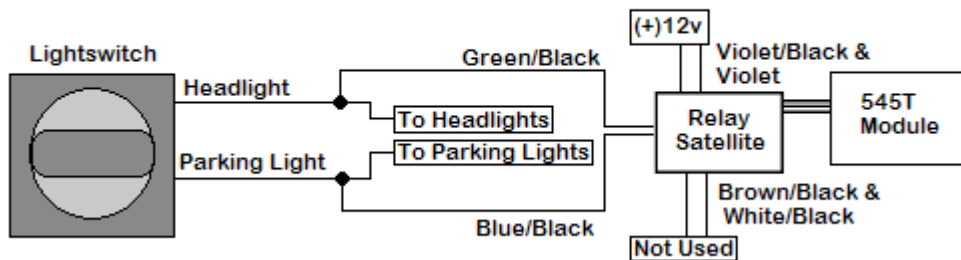 (+)12v
Lightswitch
Green/Black
Violet/Black &
Violet
Headlight
To Headlights
Relay
Satellite
545T
Module
Parking Light
To Parking Lights
Blue/Black
Brown/Black &
White/Black
Not Used